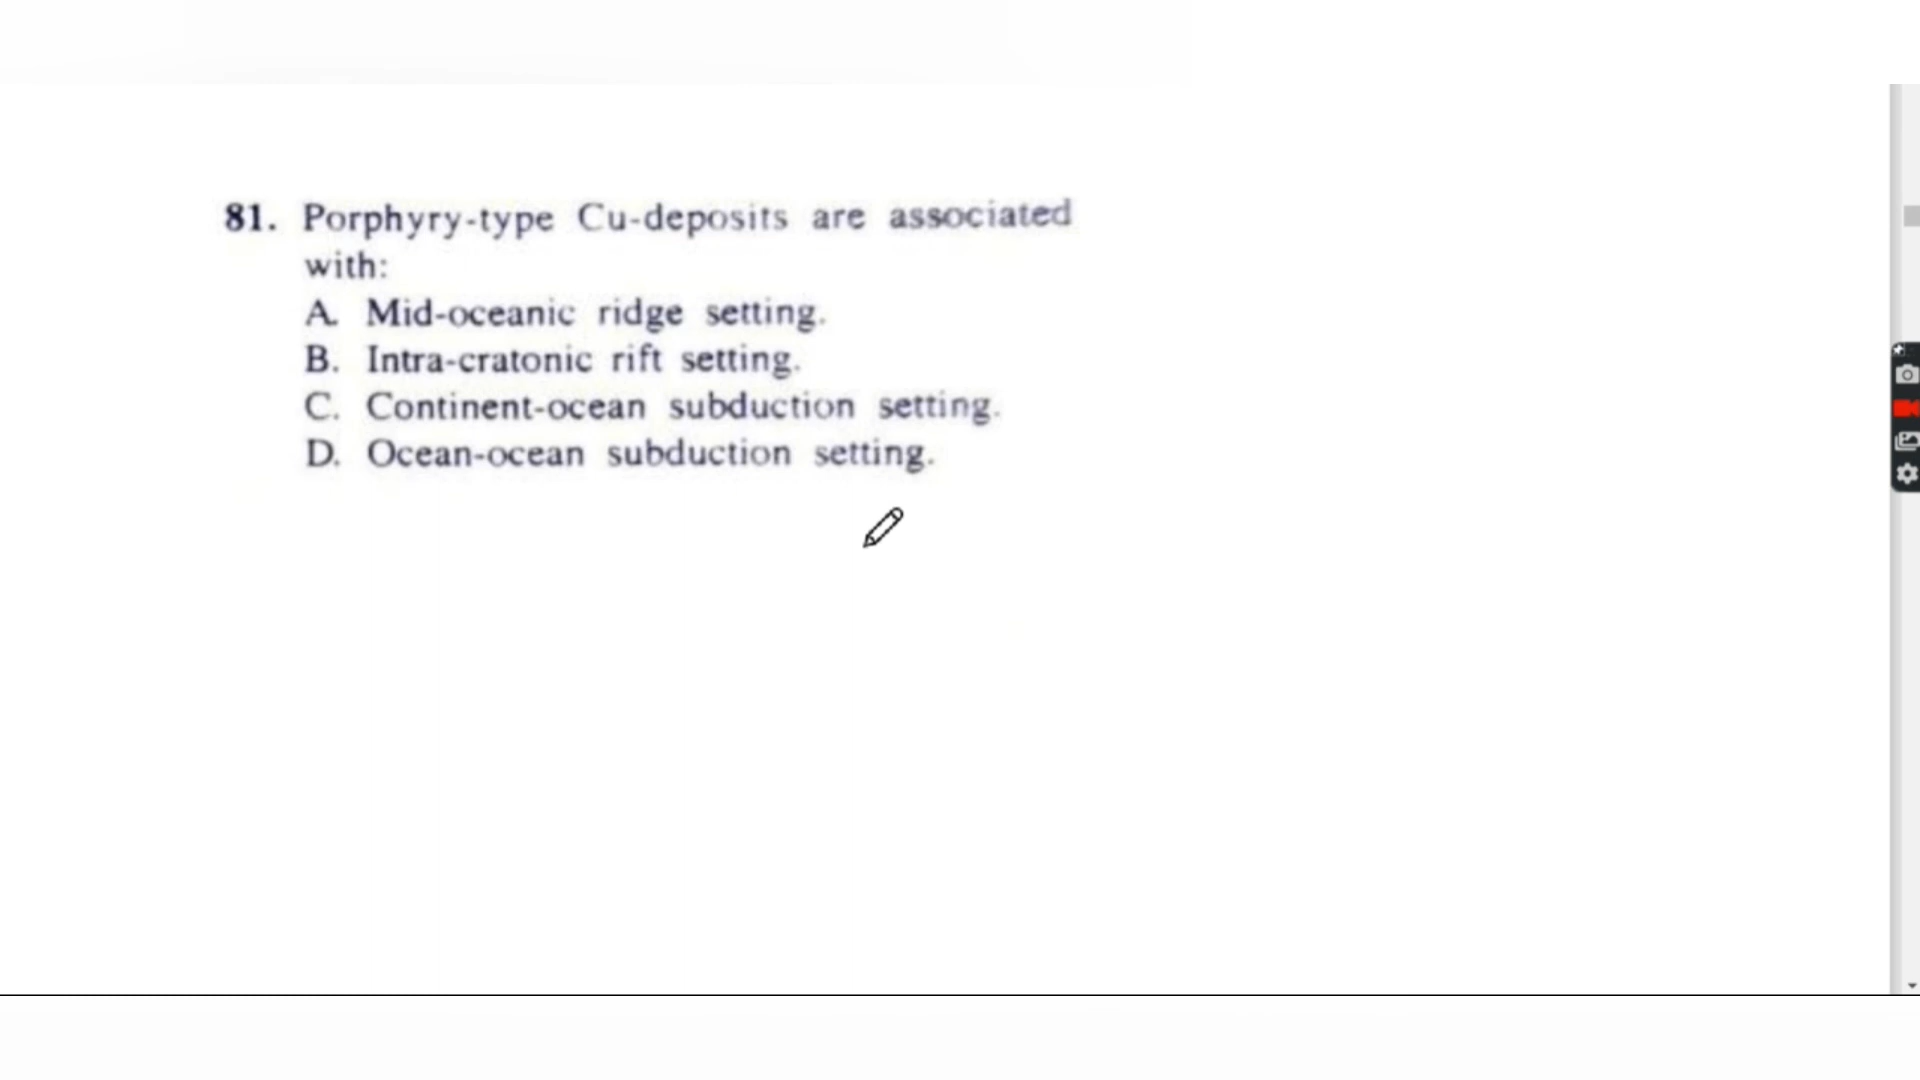 81. Porphyry-type Cu-deposits are associated
with:
A. Mid-oceanic ridge setting.
B. Intra-cratonic rift setting.
C. Continent-ocean subduction setting.
D. Ocean-ocean subduction setting.